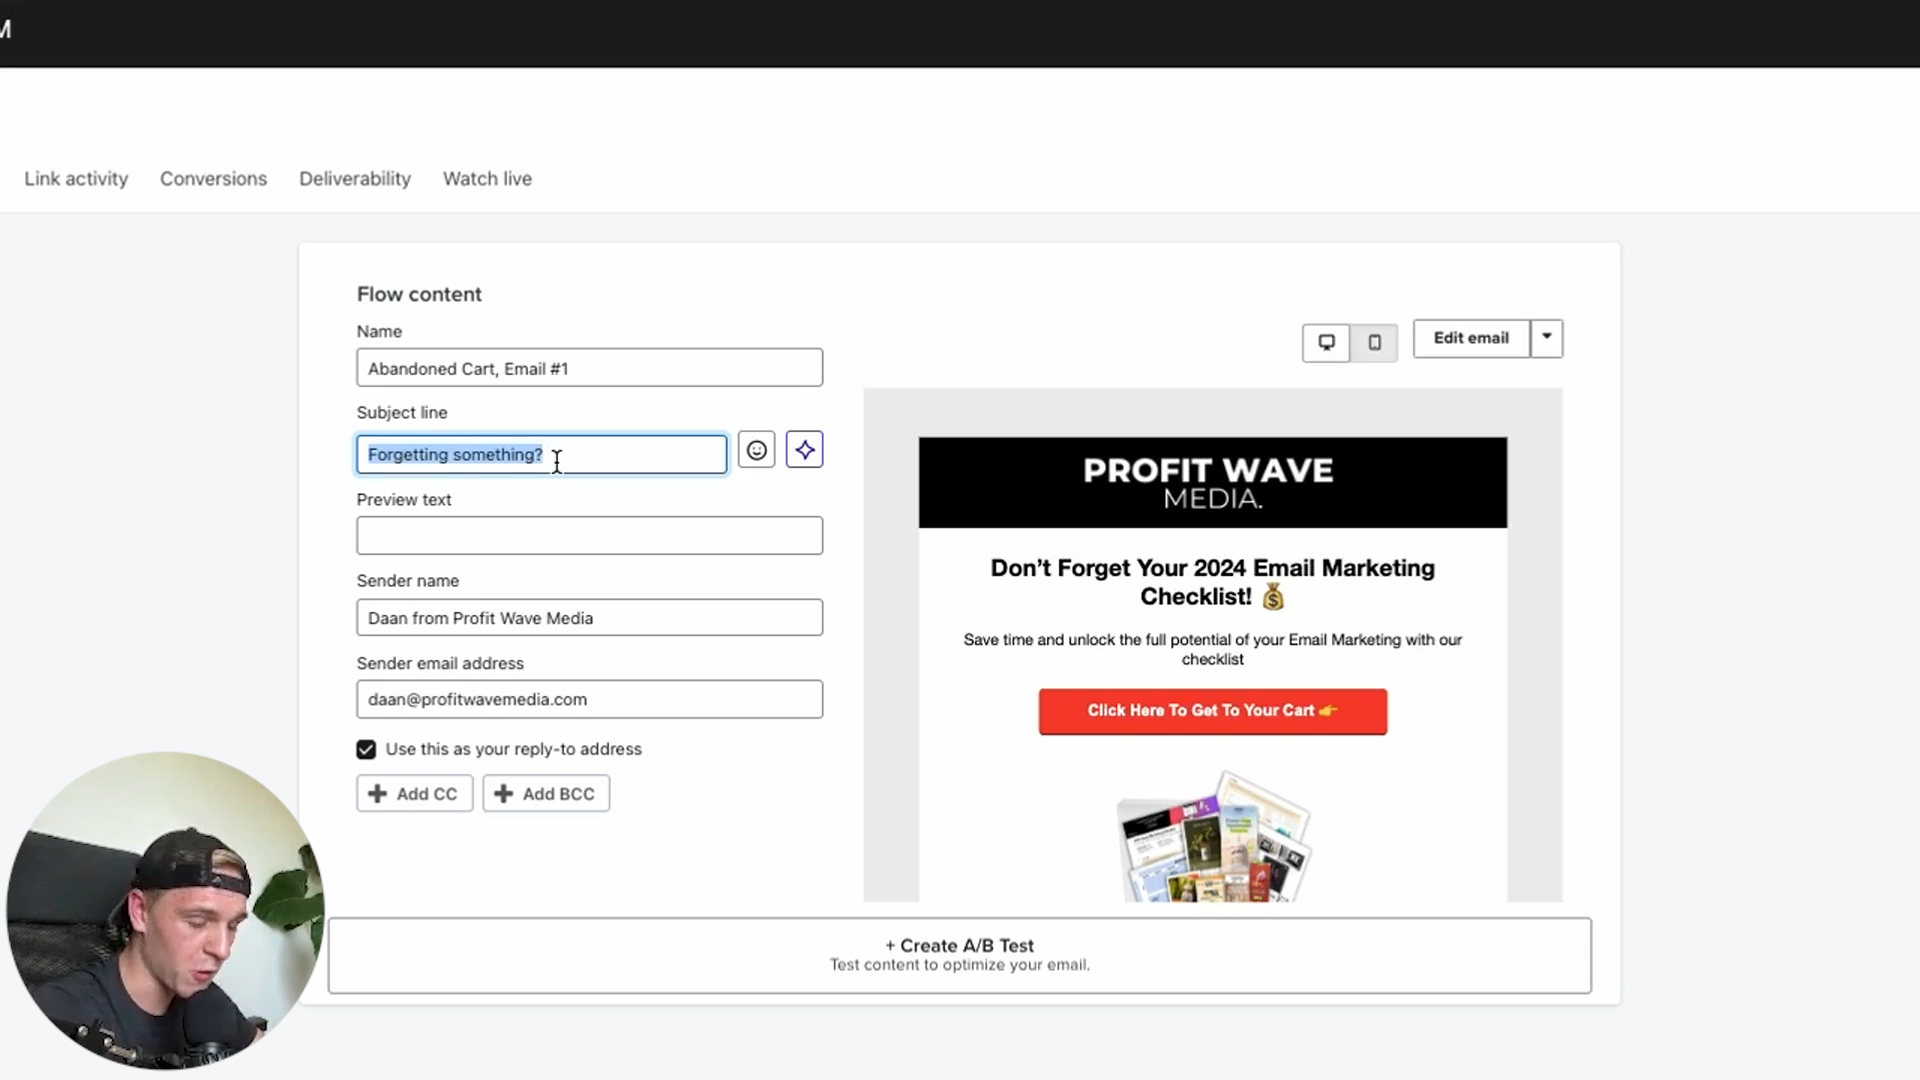 M
Link activity
Conversions
Deliverability
Watch live
Flow content
Name
Abandoned Cart, Email #1
Subject line
Forgetting something?
Preview text
Sender name
Daan from Profit Wave Media
Sender email address
daan@profitwavemedia.com
Use this as your reply-to address
Add CC
Add BCC
Edit email
PROFIT WAVE
MEDIA.
Don’t Forget Your 2024 Email Marketing
Checklist! 💰
Save time and unlock the full potential of your Email Marketing with our
checklist
Click Here To Get To Your Cart 👉
+ Create A/B Test
Test content to optimize your email.